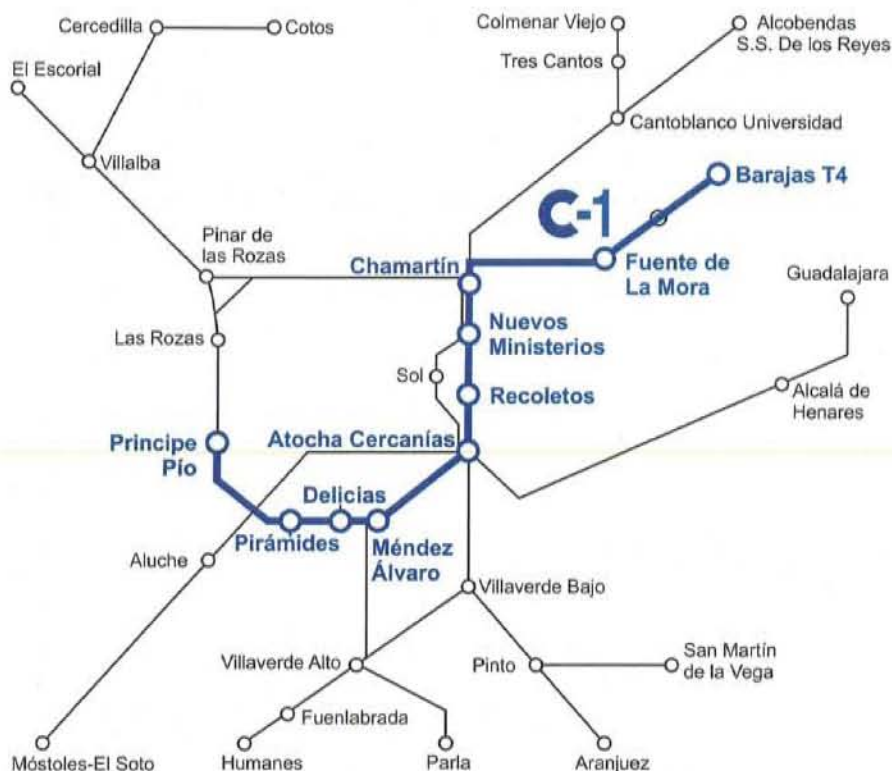 Cercedilla
Cotos
Colmenar Viejo
Alcobendas
S.S. De los Reyes
El Escorial
Tres Cantos
Cantoblanco Universidad
Villalba
C-1
Barajas T4
Pinar de
las Rozas
Chamartín
Fuente de
La Mora
Guadalajara
Las Rozas
Nuevos
Ministerios
Sol
Recoletos
Alcalá de
Henares
Principe
Pío
Atocha Cercanías
Delicias
Pirámides
Méndez
Álvaro
Aluche
Villaverde Bajo
Villaverde Alto
Pinto
San Martín
de la Vega
Fuenlabrada
Móstoles-El Soto
Humanes
Parla
Aranjuez